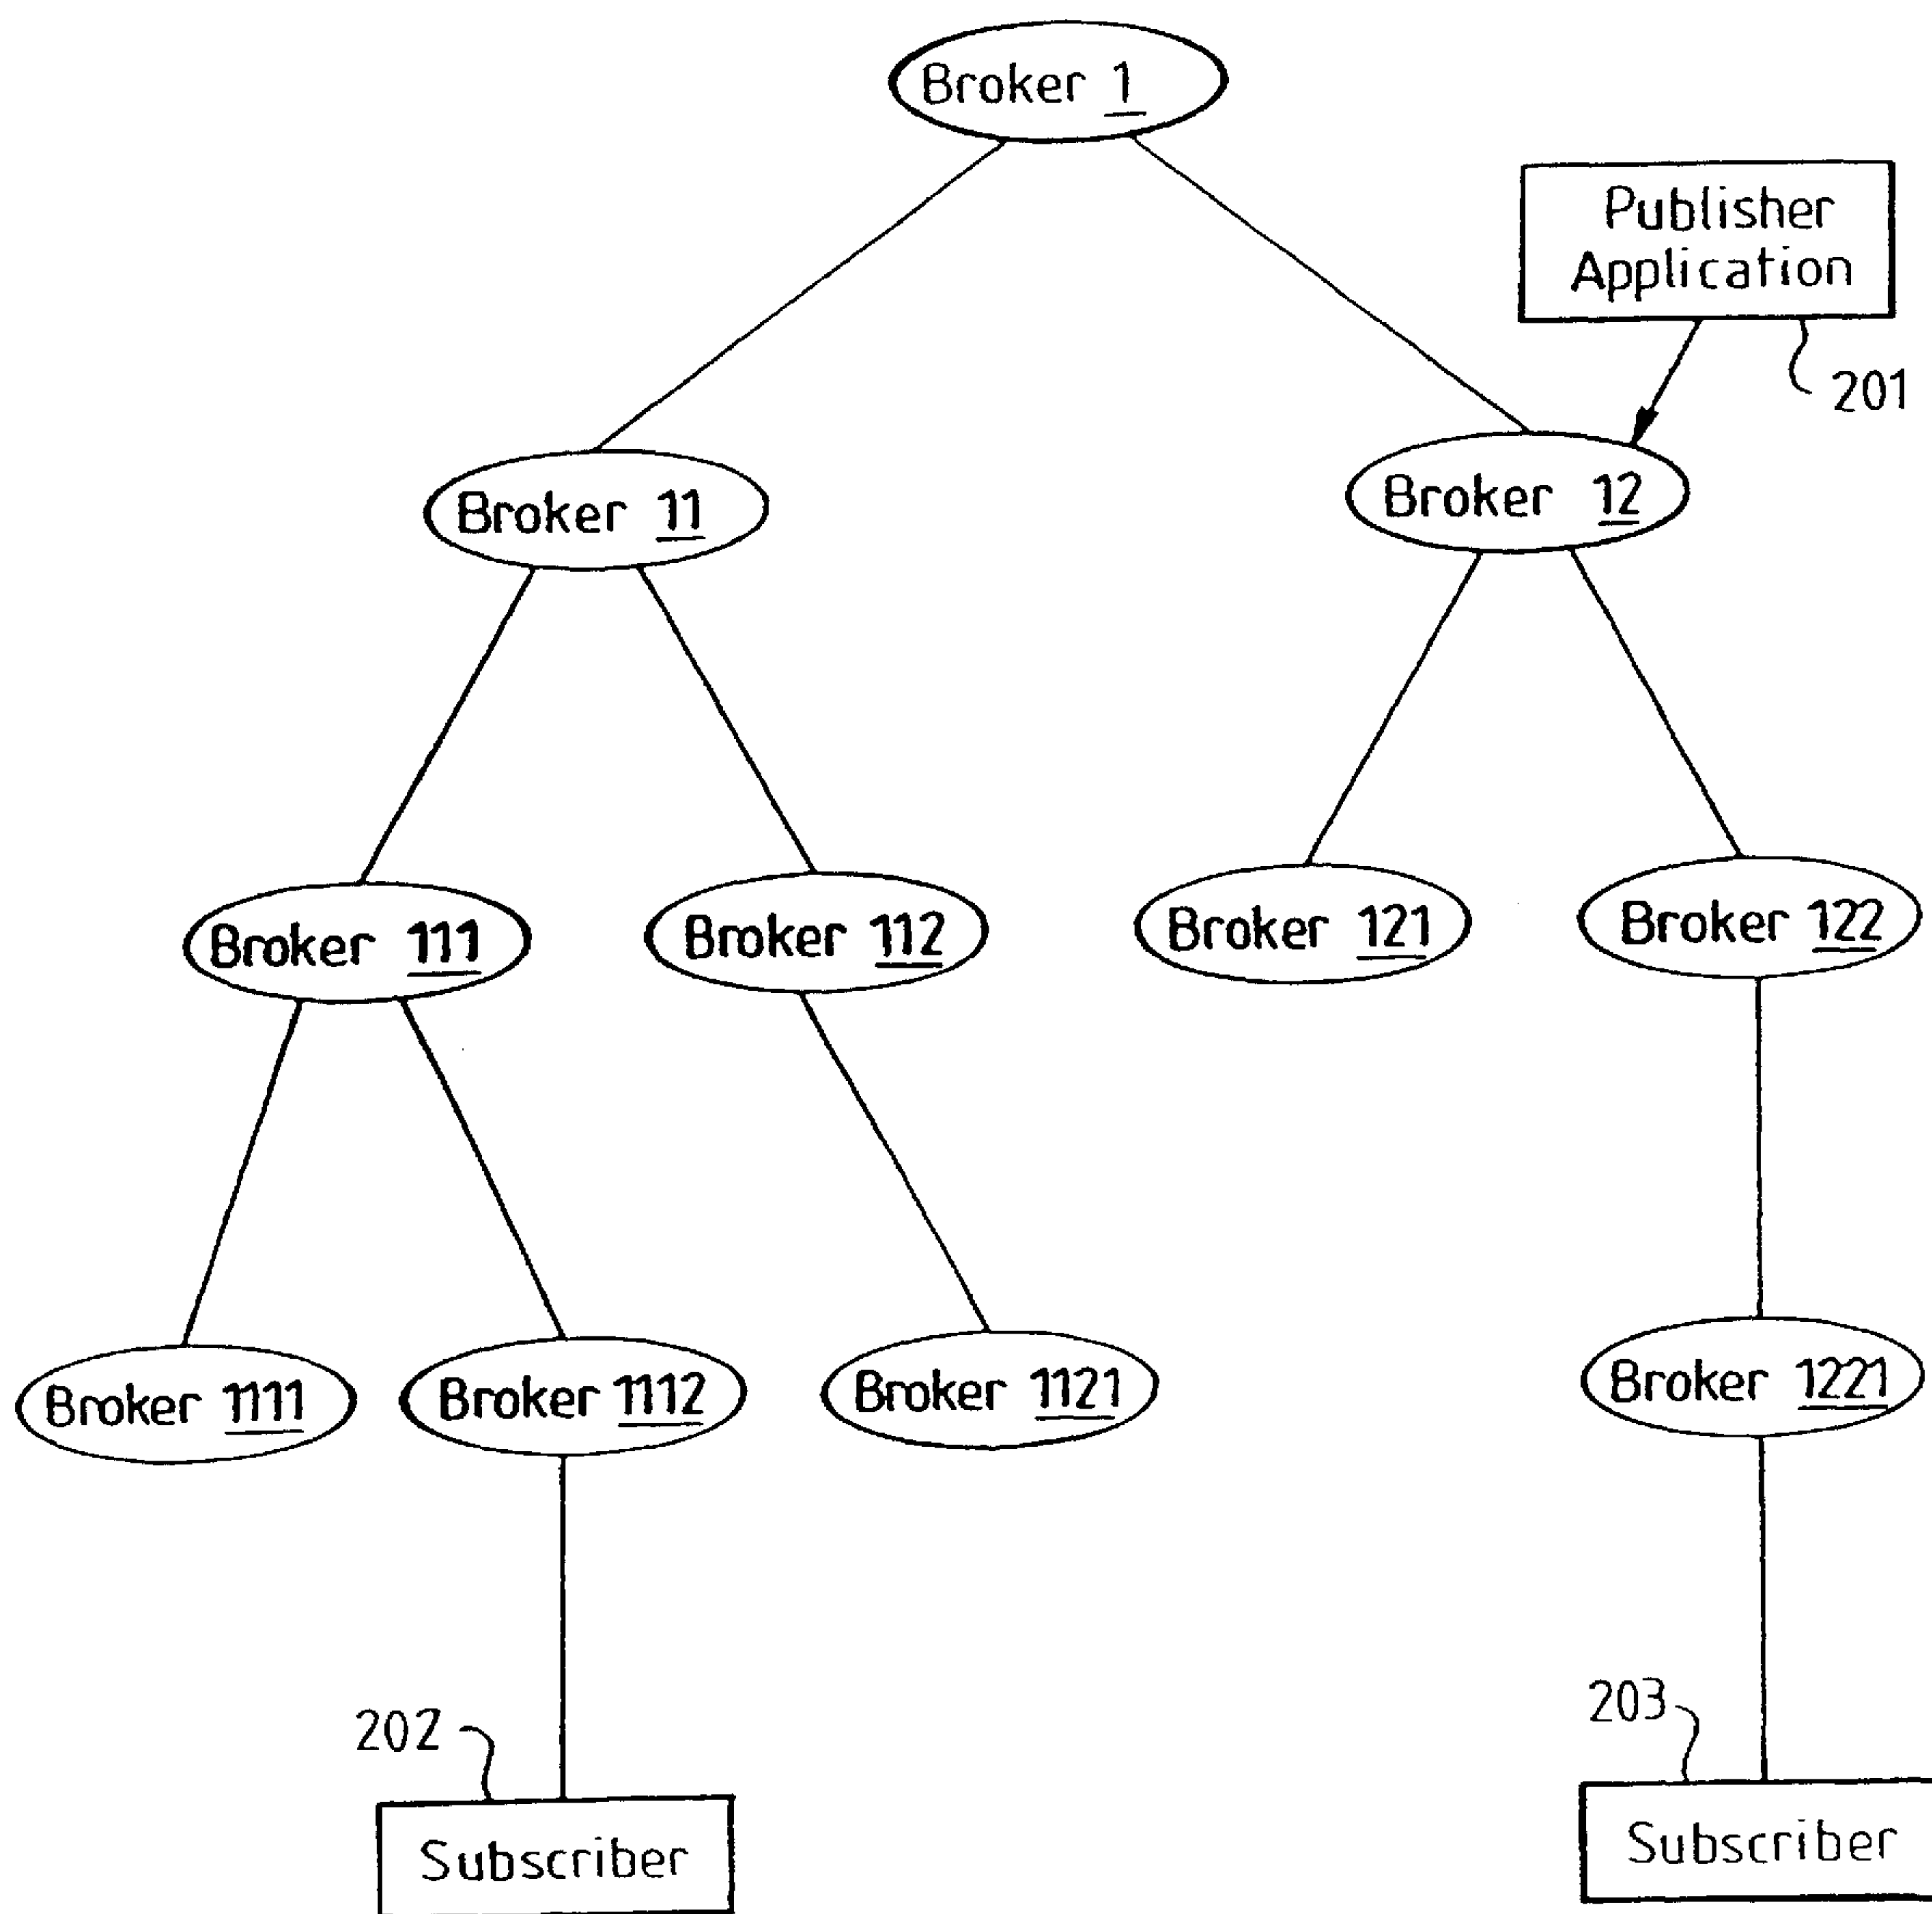 Broker 1
Publisher
Application
201
Broker 11
Broker 12
Broker 111
Broker 112
Broker 121
Broker 122
Broker 1111
Broker 1112
Broker 1121
Broker 1221
202
203
Subscriber
Subscriber